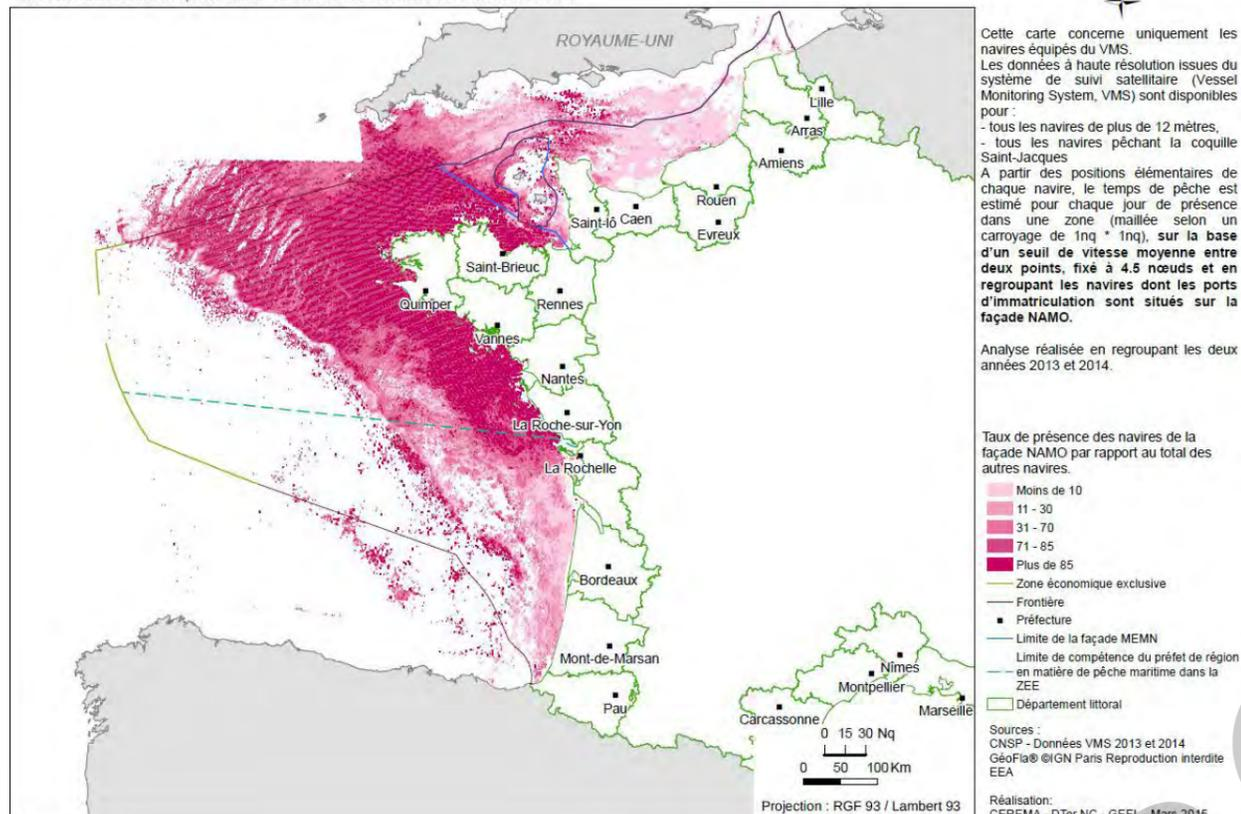 ROYAUME-UNI
Lille
Arras
Amiens
Rouen
Saint-lô
Caen
Evreux
Saint-Brieuc
Quimper
Rennes
Vannes
Nantes
La Roche-sur-Yon
La Rochelle
Bordeaux
Mont-de-Marsan
Pau
Nîmes
Montpellier
Marseille
Carcassonne
0 15 30 Nq
0 50 100 Km
Projection : RGF 93 / Lambert 93
Cette carte concerne uniquement les
navires équipés du VMS.
Les données à haute résolution issues du
système de suivi satellitaire (Vessel
Monitoring System, VMS) sont disponibles
pour :
- tous les navires de plus de 12 mètres,
- tous les navires pêchant la coquille
Saint-Jacques
A partir des positions élémentaires de
chaque navire, le temps de pêche est
estimé pour chaque jour de présence
dans une zone (maillée selon un
carroyage de 1nq * 1nq), sur la base
d'un seuil de vitesse moyenne entre
deux points, fixé à 4.5 nœuds et en
regroupant les navires dont les ports
d'immatriculation sont situés sur la
façade NAMO.
Analyse réalisée en regroupant les deux
années 2013 et 2014.
Taux de présence des navires de la
façade NAMO par rapport au total des
autres navires.
Moins de 10
11 - 30
31 - 70
71 - 85
Plus de 85
Zone économique exclusive
Frontière
Préfecture
Limite de la façade MEMN
Limite de compétence du préfet de région
en matière de pêche maritime dans la
ZEE
Département littoral
Sources :
CNSP - Données VMS 2013 et 2014
GéoFla® ©IGN Paris Reproduction interdite
EEA
Réalisation:
CEREMA - DTer NC - Mars 2016